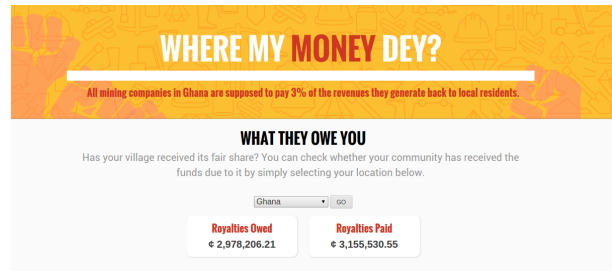 WHERE MY MONEY DEY?
All mining companies in Ghana are supposed to pay 3% of the revenues they generate back to local residents.
WHAT THEY OWE YOU
Has your village received its fair share? You can check whether your community has received the
funds due to it by simply selecting your location below.
Ghana GO
Royalties Owed Royalties Paid
¢ 2,978,206.21 ¢ 3,155,530.55